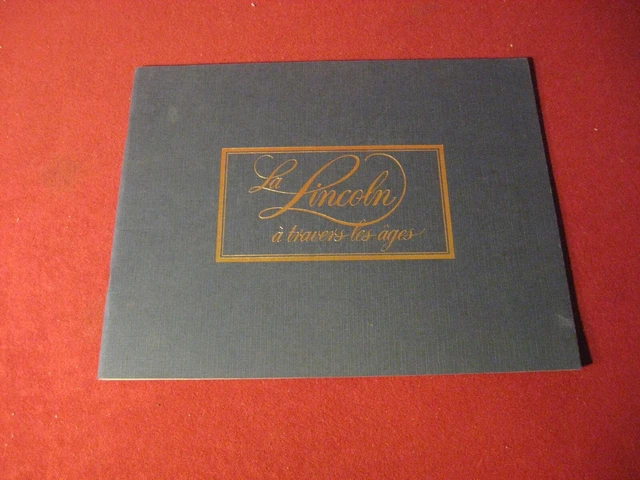 La Lincoln
à travers les âges